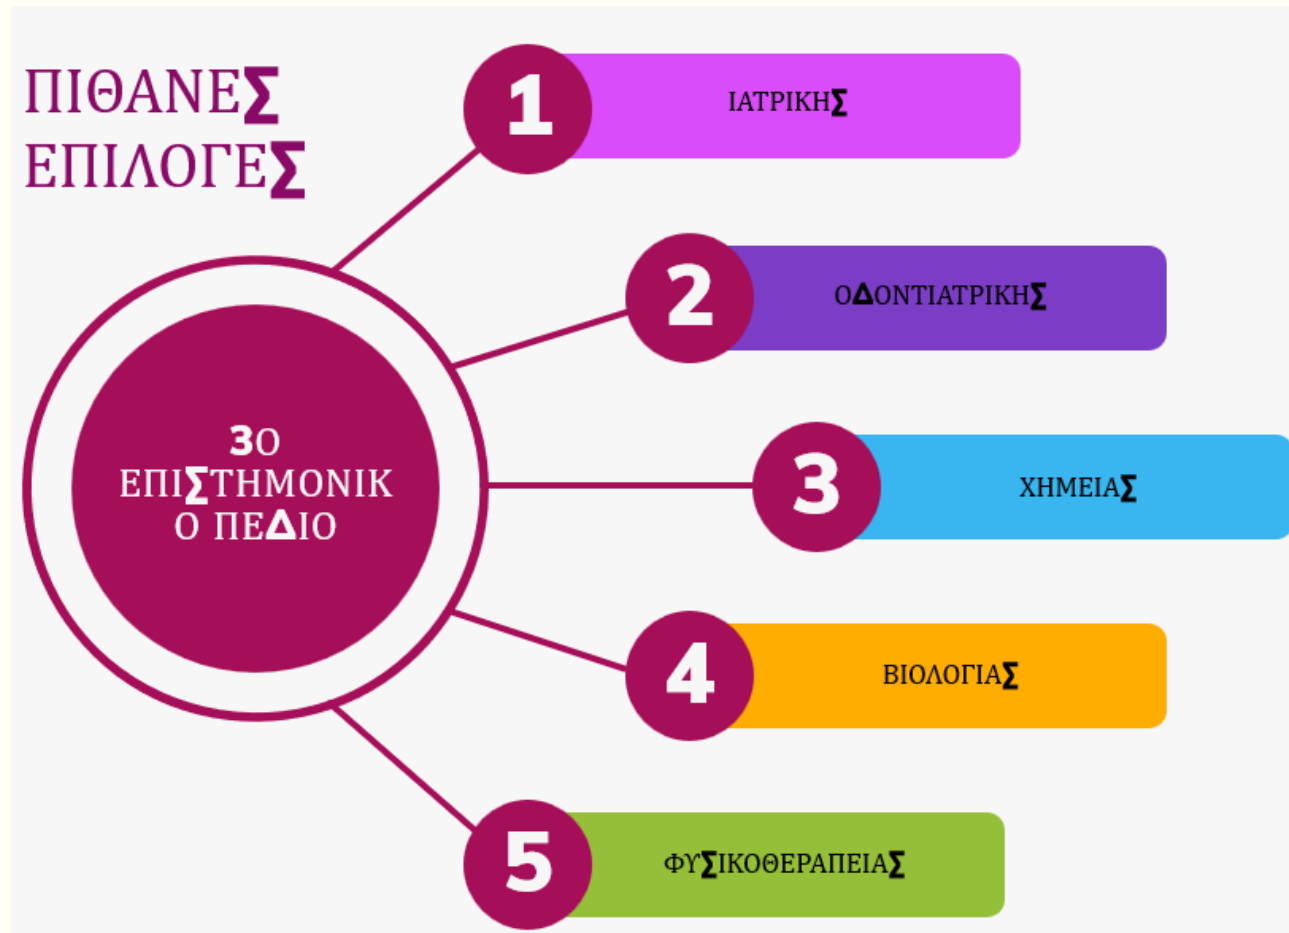 ΠΙΘΑΝΕΣ
ΕΠΙΛΟΓΕΣ
3Ο
ΕΠΙΣΤΗΜΟΝΙΚ
Ο ΠΕΔΙΟ
1
ΙΑΤΡΙΚΗΣ
2
ΟΔΟΝΤΙΑΤΡΙΚΗΣ
3
ΧΗΜΕΙΑΣ
4
ΒΙΟΛΟΓΙΑΣ
5
ΦΥΣΙΚΟΘΕΡΑΠΕΙΑΣ